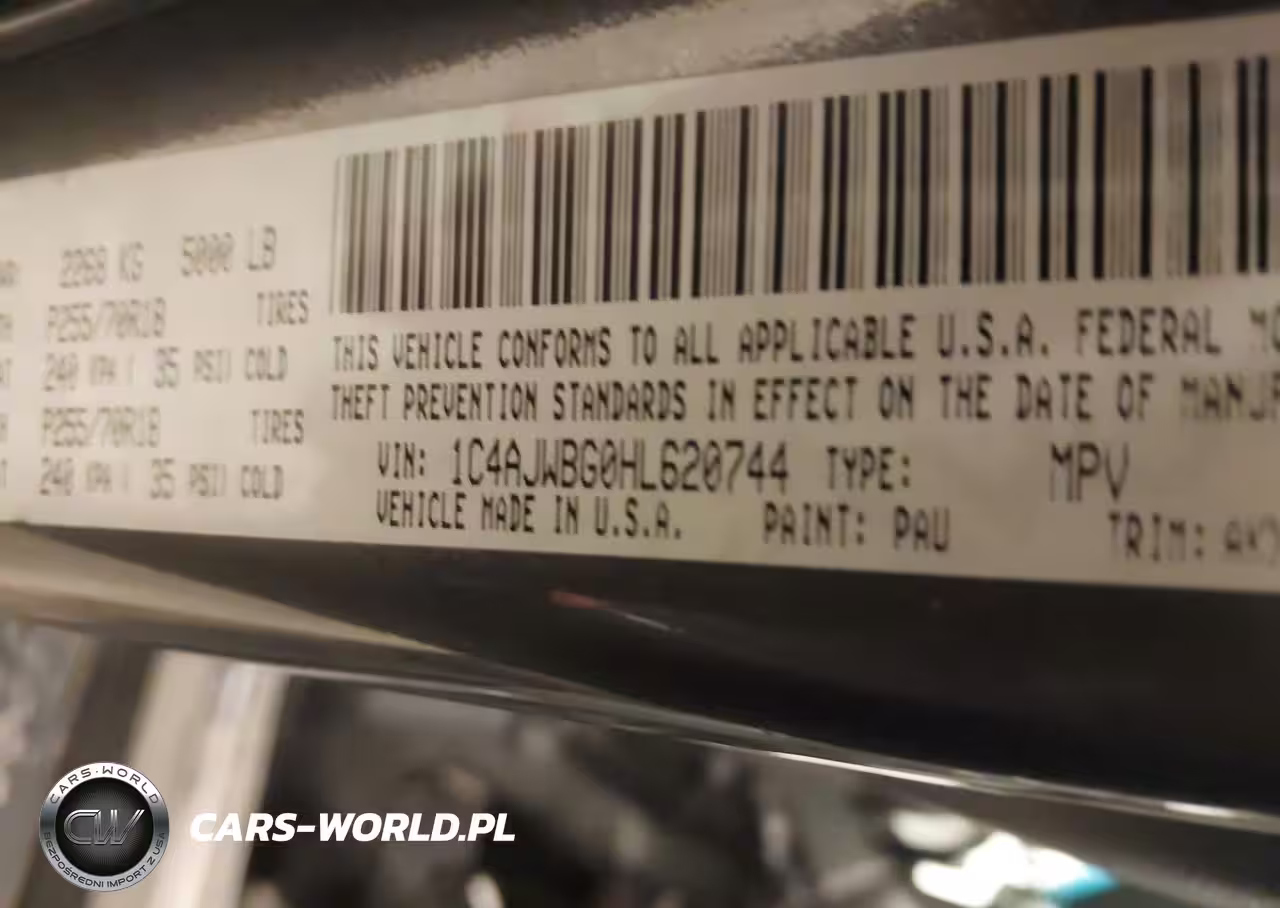 2268 KG 5000 LB
P255/70R18 TIRES
240 KPA ( 35 PSI) COLD
P255/70R18 TIRES
240 KPA ( 35 PSI) COLD
THIS VEHICLE CONFORMS TO ALL APPLICABLE U.S.A. FEDERAL
THEFT PREVENTION STANDARDS IN EFFECT ON THE DATE OF
VIN: 1C4AJWBG0HL620744 TYPE: MPV
VEHICLE MADE IN U.S.A. PAINT: PAU TRIM:
CARS-WORLD
CW
BEZPOŚREDNI IMPORT Z USA
CARS-WORLD.PL